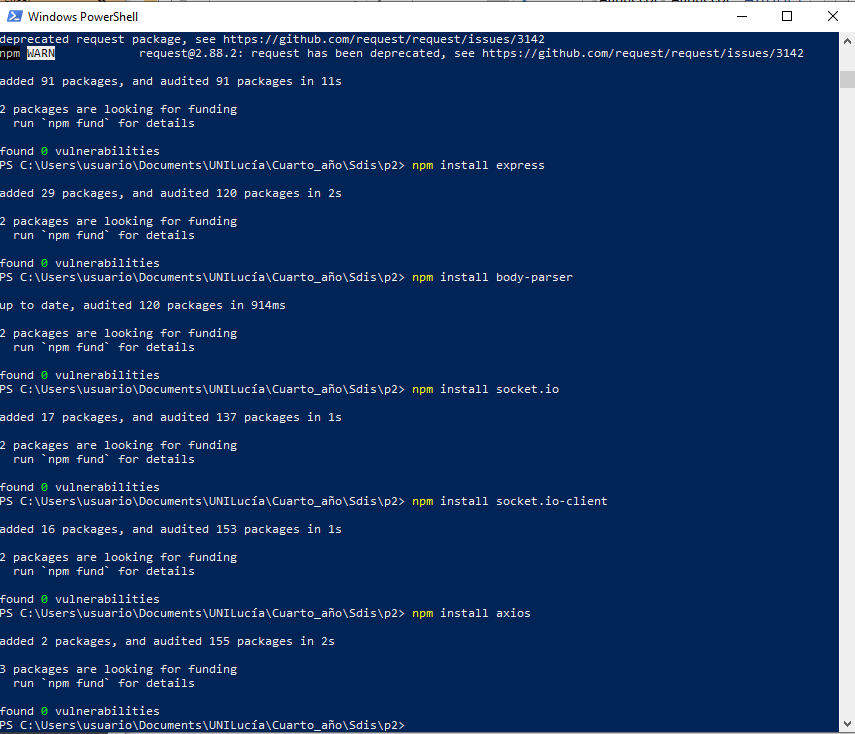 Windows PowerShell
deprecated request package, see https://github.com/request/request/issues/3142
npm WARN            request@2.88.2: request has been deprecated, see https://github.com/request/request/issues/3142
added 91 packages, and audited 91 packages in 11s
2 packages are looking for funding
  run `npm fund` for details
found 0 vulnerabilities
PS C:\Users\usuario\Documents\UNILucía\Cuarto_año\Sdis\p2> npm install express
added 29 packages, and audited 120 packages in 2s
2 packages are looking for funding
  run `npm fund` for details
found 0 vulnerabilities
PS C:\Users\usuario\Documents\UNILucía\Cuarto_año\Sdis\p2> npm install body-parser
up to date, audited 120 packages in 914ms
2 packages are looking for funding
  run `npm fund` for details
found 0 vulnerabilities
PS C:\Users\usuario\Documents\UNILucía\Cuarto_año\Sdis\p2> npm install socket.io
added 17 packages, and audited 137 packages in 1s
2 packages are looking for funding
  run `npm fund` for details
found 0 vulnerabilities
PS C:\Users\usuario\Documents\UNILucía\Cuarto_año\Sdis\p2> npm install socket.io-client
added 16 packages, and audited 153 packages in 1s
2 packages are looking for funding
  run `npm fund` for details
found 0 vulnerabilities
PS C:\Users\usuario\Documents\UNILucía\Cuarto_año\Sdis\p2> npm install axios
added 2 packages, and audited 155 packages in 2s
3 packages are looking for funding
  run `npm fund` for details
found 0 vulnerabilities
PS C:\Users\usuario\Documents\UNILucía\Cuarto_año\Sdis\p2>